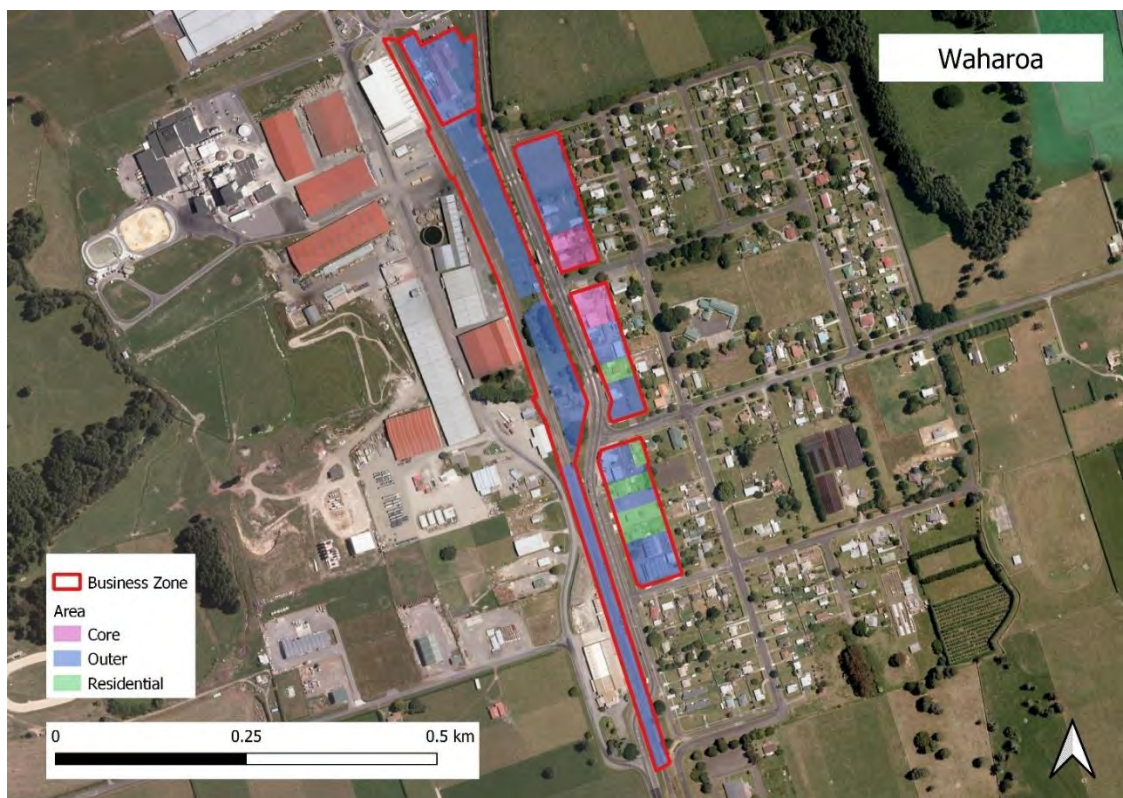 Waharoa
Business Zone
Area
Core
Outer
Residential
0 0.25 0.5 km